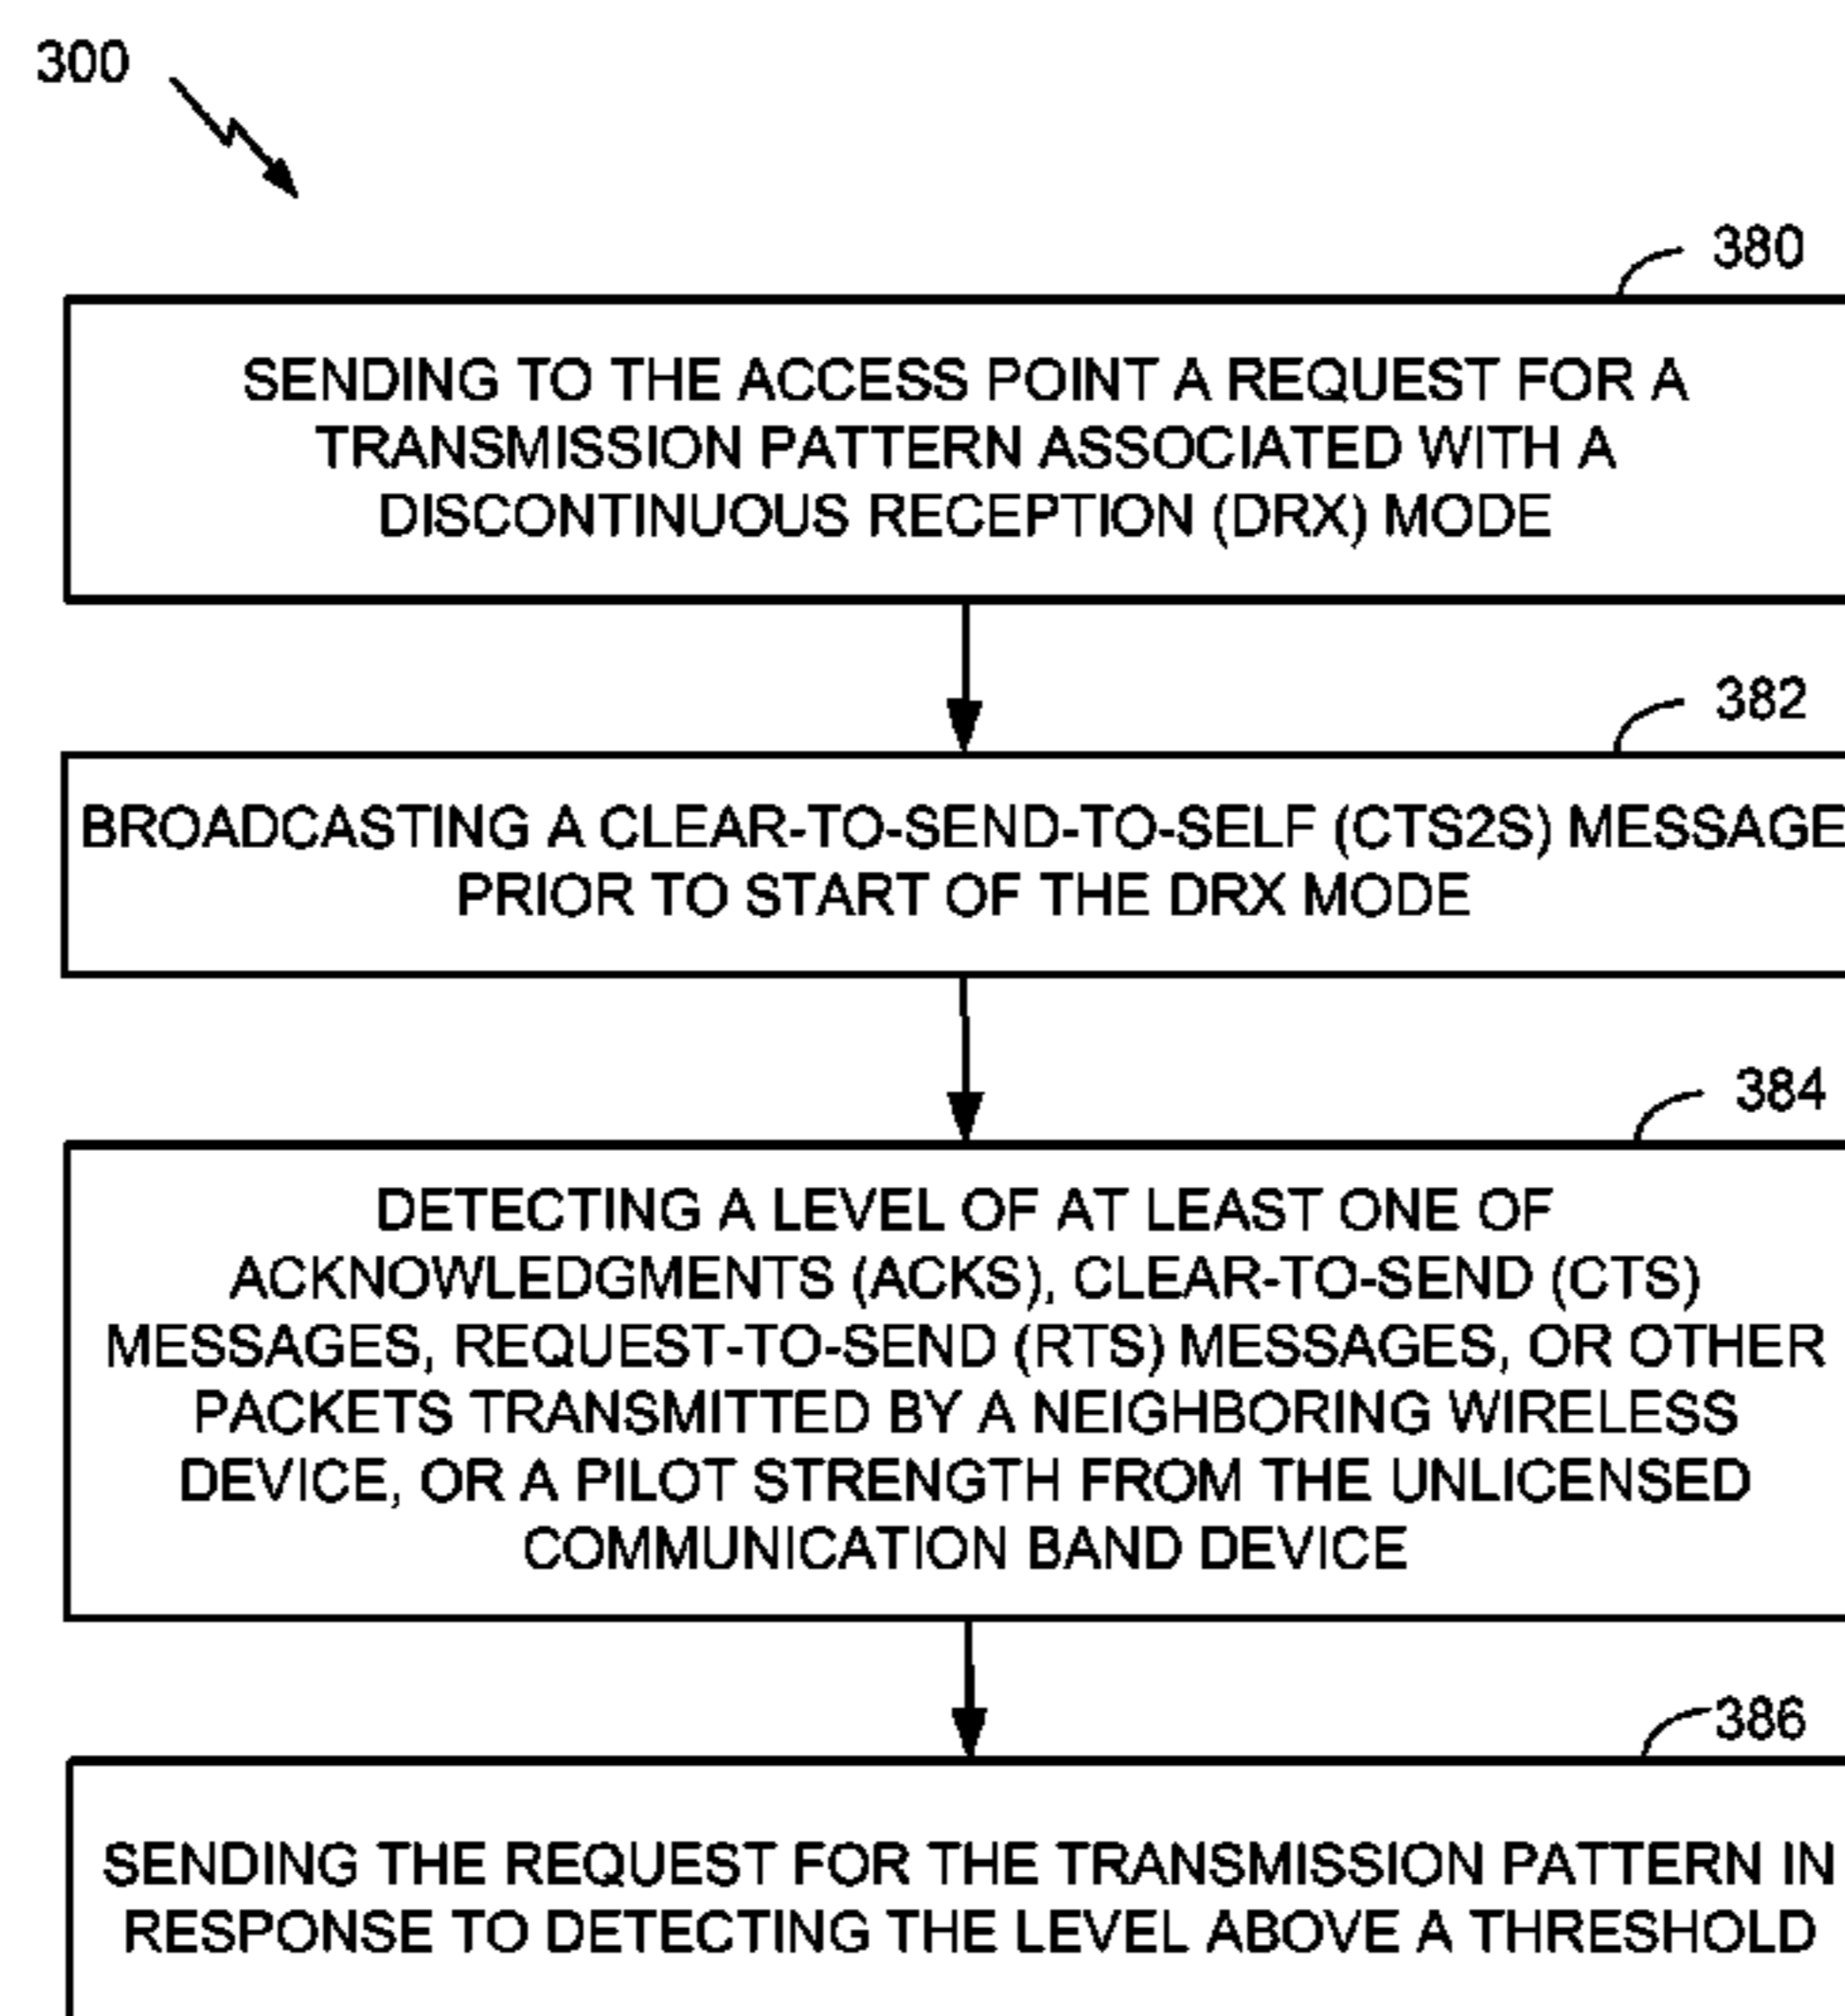 300
380
SENDING TO THE ACCESS POINT A REQUEST FOR A
TRANSMISSION PATTERN ASSOCIATED WITH A
DISCONTINUOUS RECEPTION (DRX) MODE
382
BROADCASTING A CLEAR-TO-SEND-TO-SELF (CTS2S) MESSAGE
PRIOR TO START OF THE DRX MODE
384
DETECTING A LEVEL OF AT LEAST ONE OF
ACKNOWLEDGMENTS (ACKS), CLEAR-TO-SEND (CTS)
MESSAGES, REQUEST-TO-SEND (RTS) MESSAGES, OR OTHER
PACKETS TRANSMITTED BY A NEIGHBORING WIRELESS
DEVICE, OR A PILOT STRENGTH FROM THE UNLICENSED
COMMUNICATION BAND DEVICE
386
SENDING THE REQUEST FOR THE TRANSMISSION PATTERN IN
RESPONSE TO DETECTING THE LEVEL ABOVE A THRESHOLD